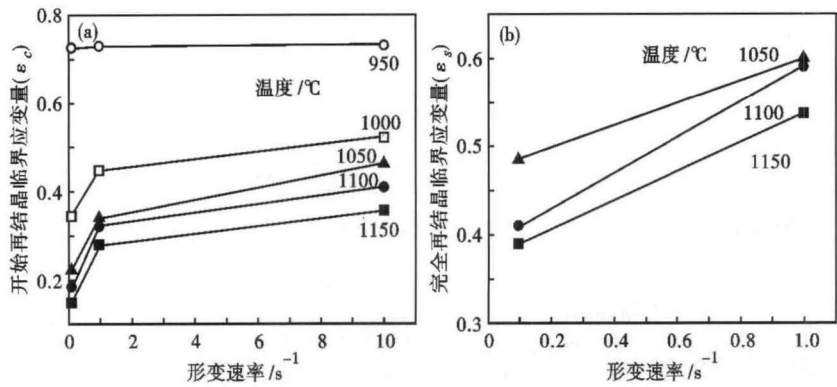 (a)
开始再结晶临界应变量(ε_c)
0.8
0.7
0.4
0.2
温度/℃
950
1000
1050
1100
1150
0 2 4 6 8 10
形变速率/s⁻¹
(b)
完全再结晶临界应变量(ε_s)
0.6
0.5
0.4
0.3
温度/℃
1050
1100
1150
0 0.2 0.4 0.6 0.8 1.0
形变速率/s⁻¹